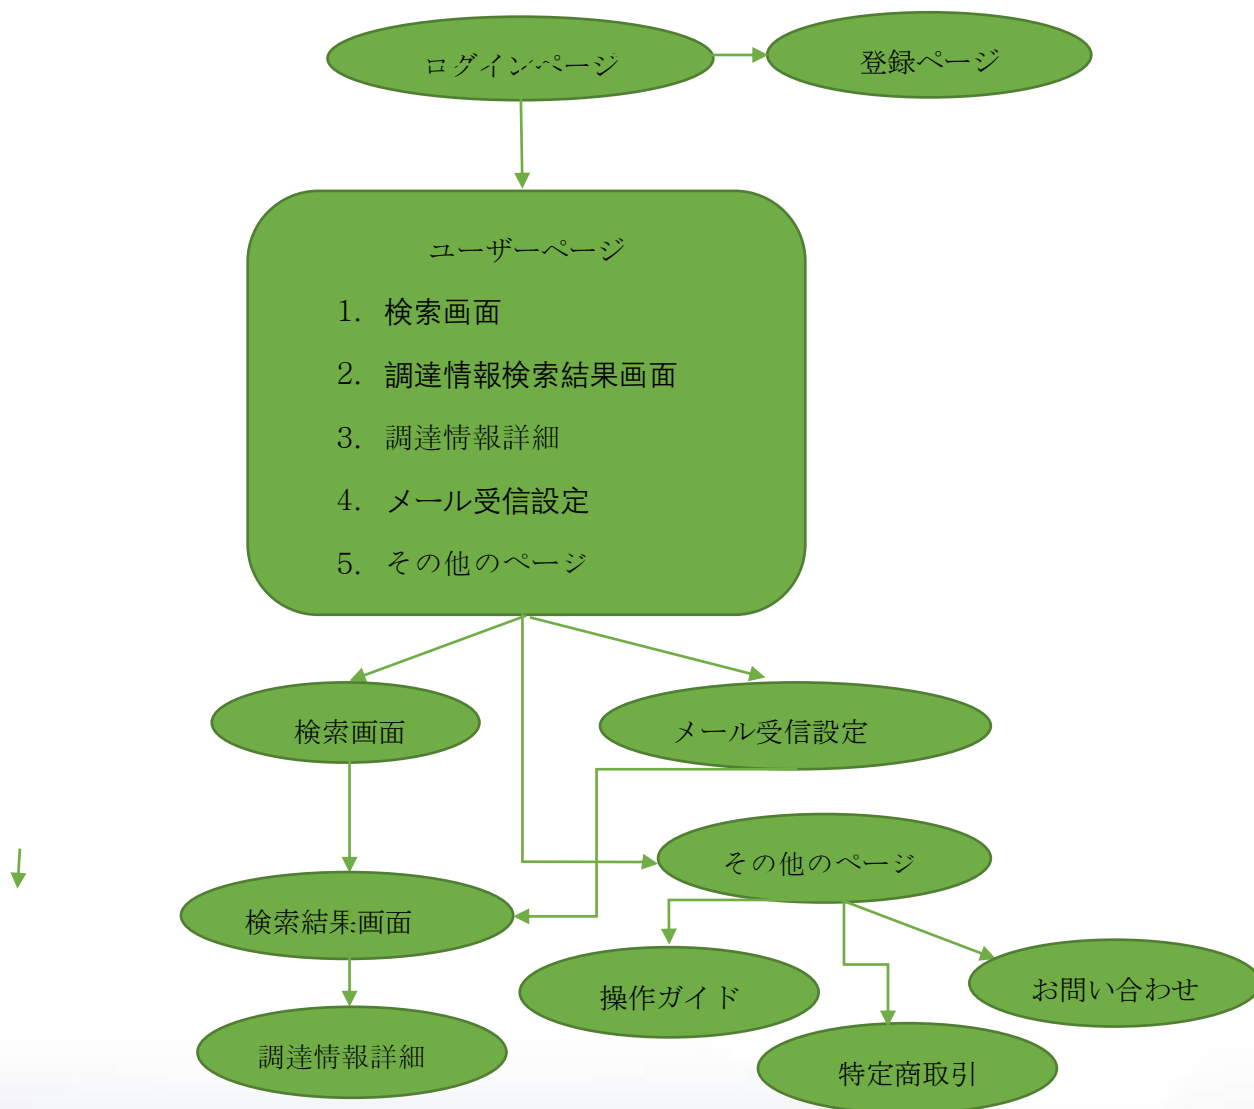 ログインページ
登録ページ
ユーザーページ
1. 検索画面
2. 調達情報検索結果画面
3. 調達情報詳細
4. メール受信設定
5. その他のページ
検索画面
メール受信設定
その他のページ
検索結果画面
操作ガイド
お問い合わせ
調達情報詳細
特定商取引